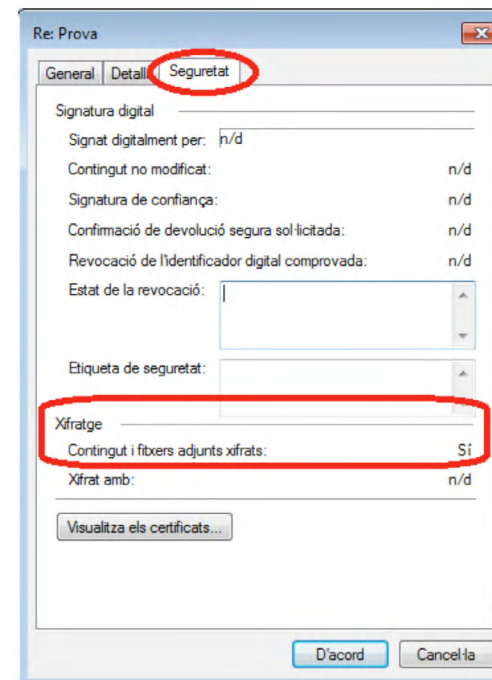 Re: Prova
General Detalls Seguretat
Signatura digital
Signat digitalment per: n/d
Contingut no modificat: n/d
Signatura de confiança: n/d
Confirmació de devolució segura sol·licitada: n/d
Revocació de l'identificador digital comprovada: n/d
Estat de la revocació:
Etiqueta de seguretat:
Xifratge
Contingut i fitxers adjunts xifrats: Sí
Xifrat amb: n/d
Visualitza els certificats...
D'acord Cancel·la